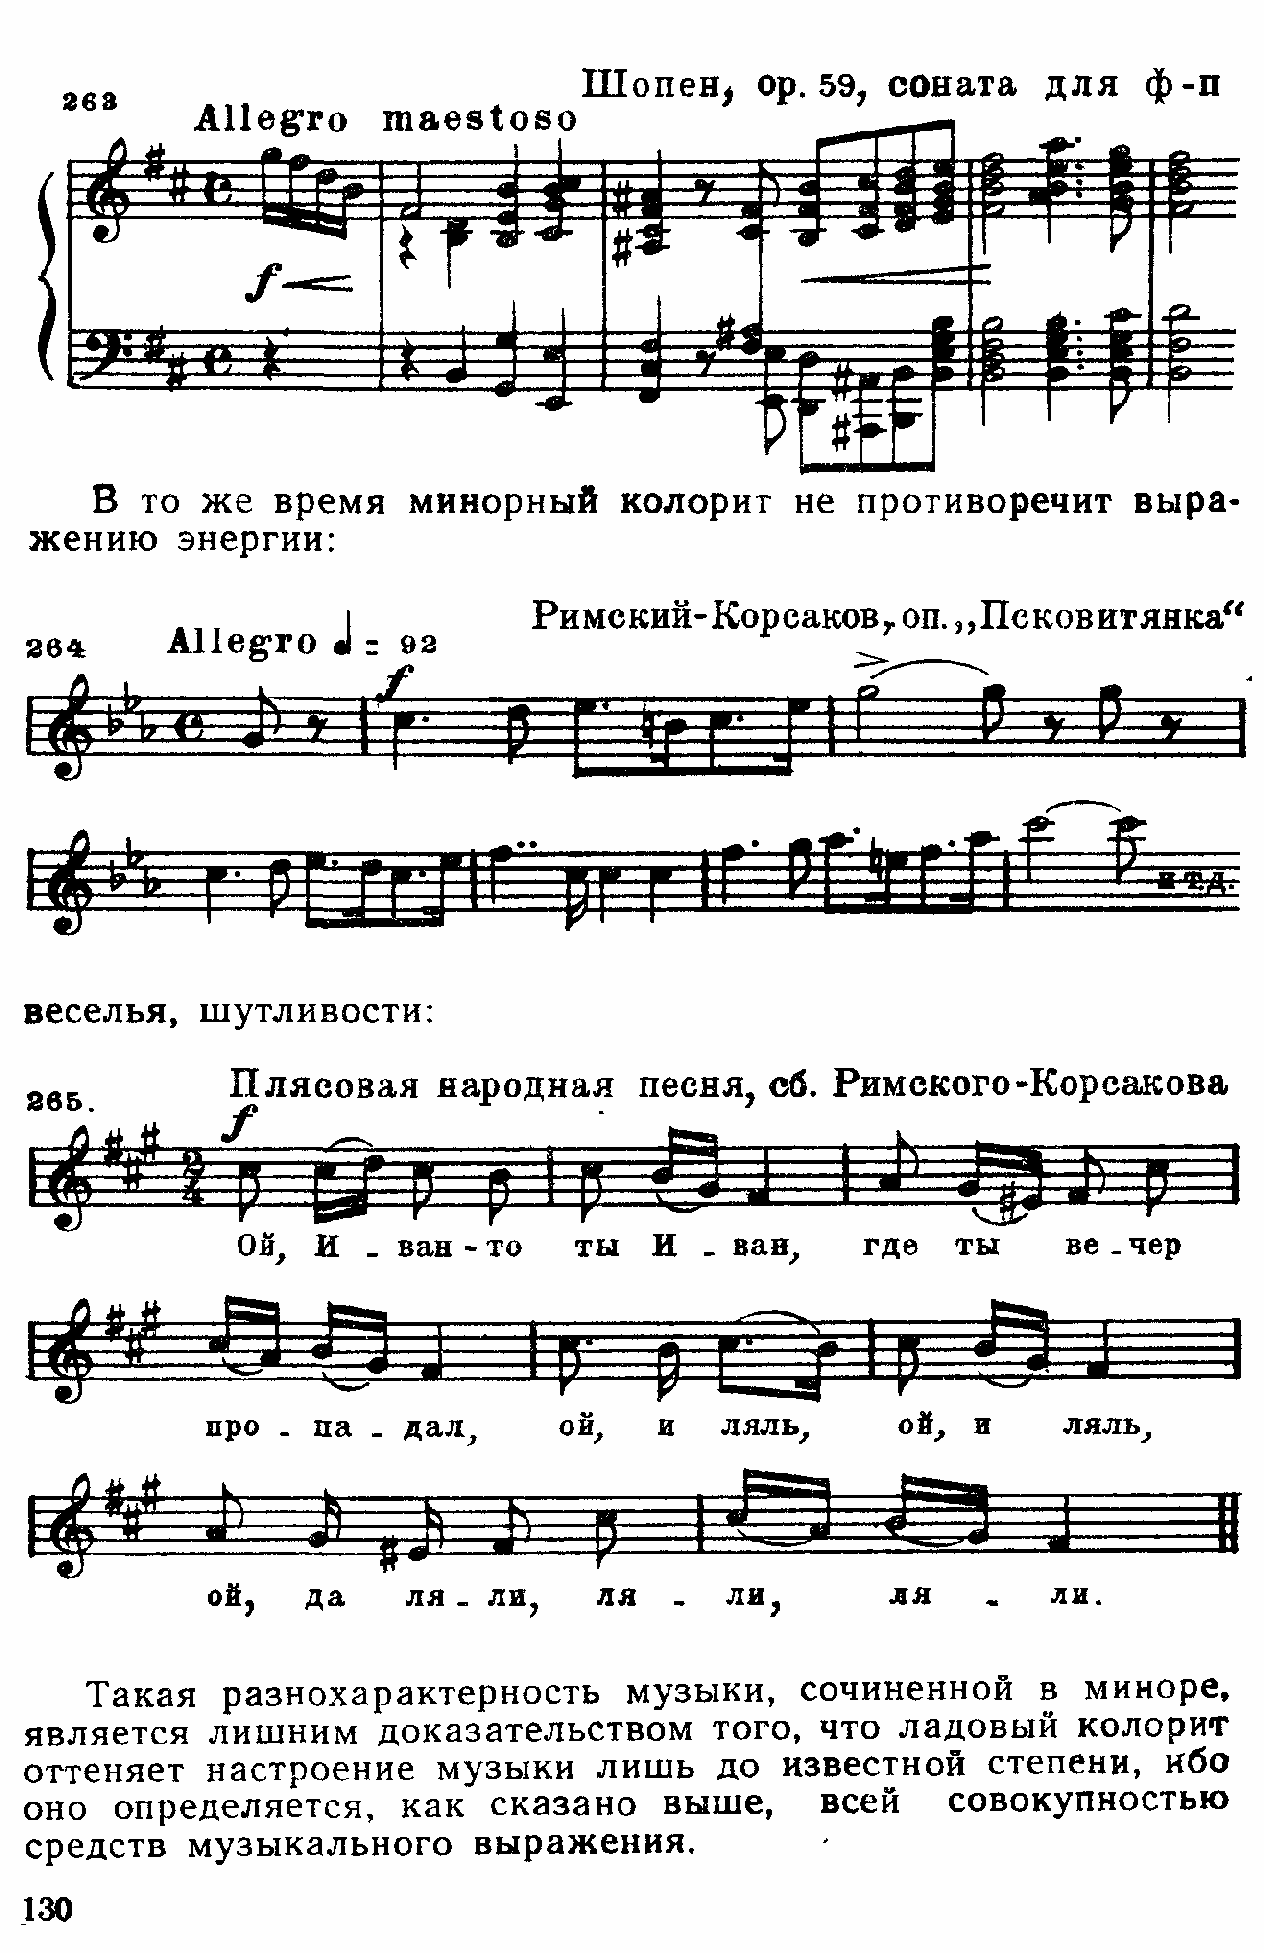 263
Шопен, ор. 59, соната для ф-п
Allegro maestoso
f
В то же время минорный колорит не противоречит выра-
жению энергии:
Римский-Корсаков, оп. „Псковитянка“
264 Allegro ♩ = 92
f
и т.д.
веселья, шутливости:
265. Плясовая народная песня, сб. Римского-Корсакова
f
2/4
Ой, И - ван - то ты И - ван, где ты ве - чер
про - па - дал, ой, и ляль, ой, и ляль,
ой, да ля - ли, ля - ли, ля - ли.
Такая разнохарактерность музыки, сочиненной в миноре,
является лишним доказательством того, что ладовый колорит
оттеняет настроение музыки лишь до известной степени, ибо
оно определяется, как сказано выше, всей совокупностью
средств музыкального выражения.
130